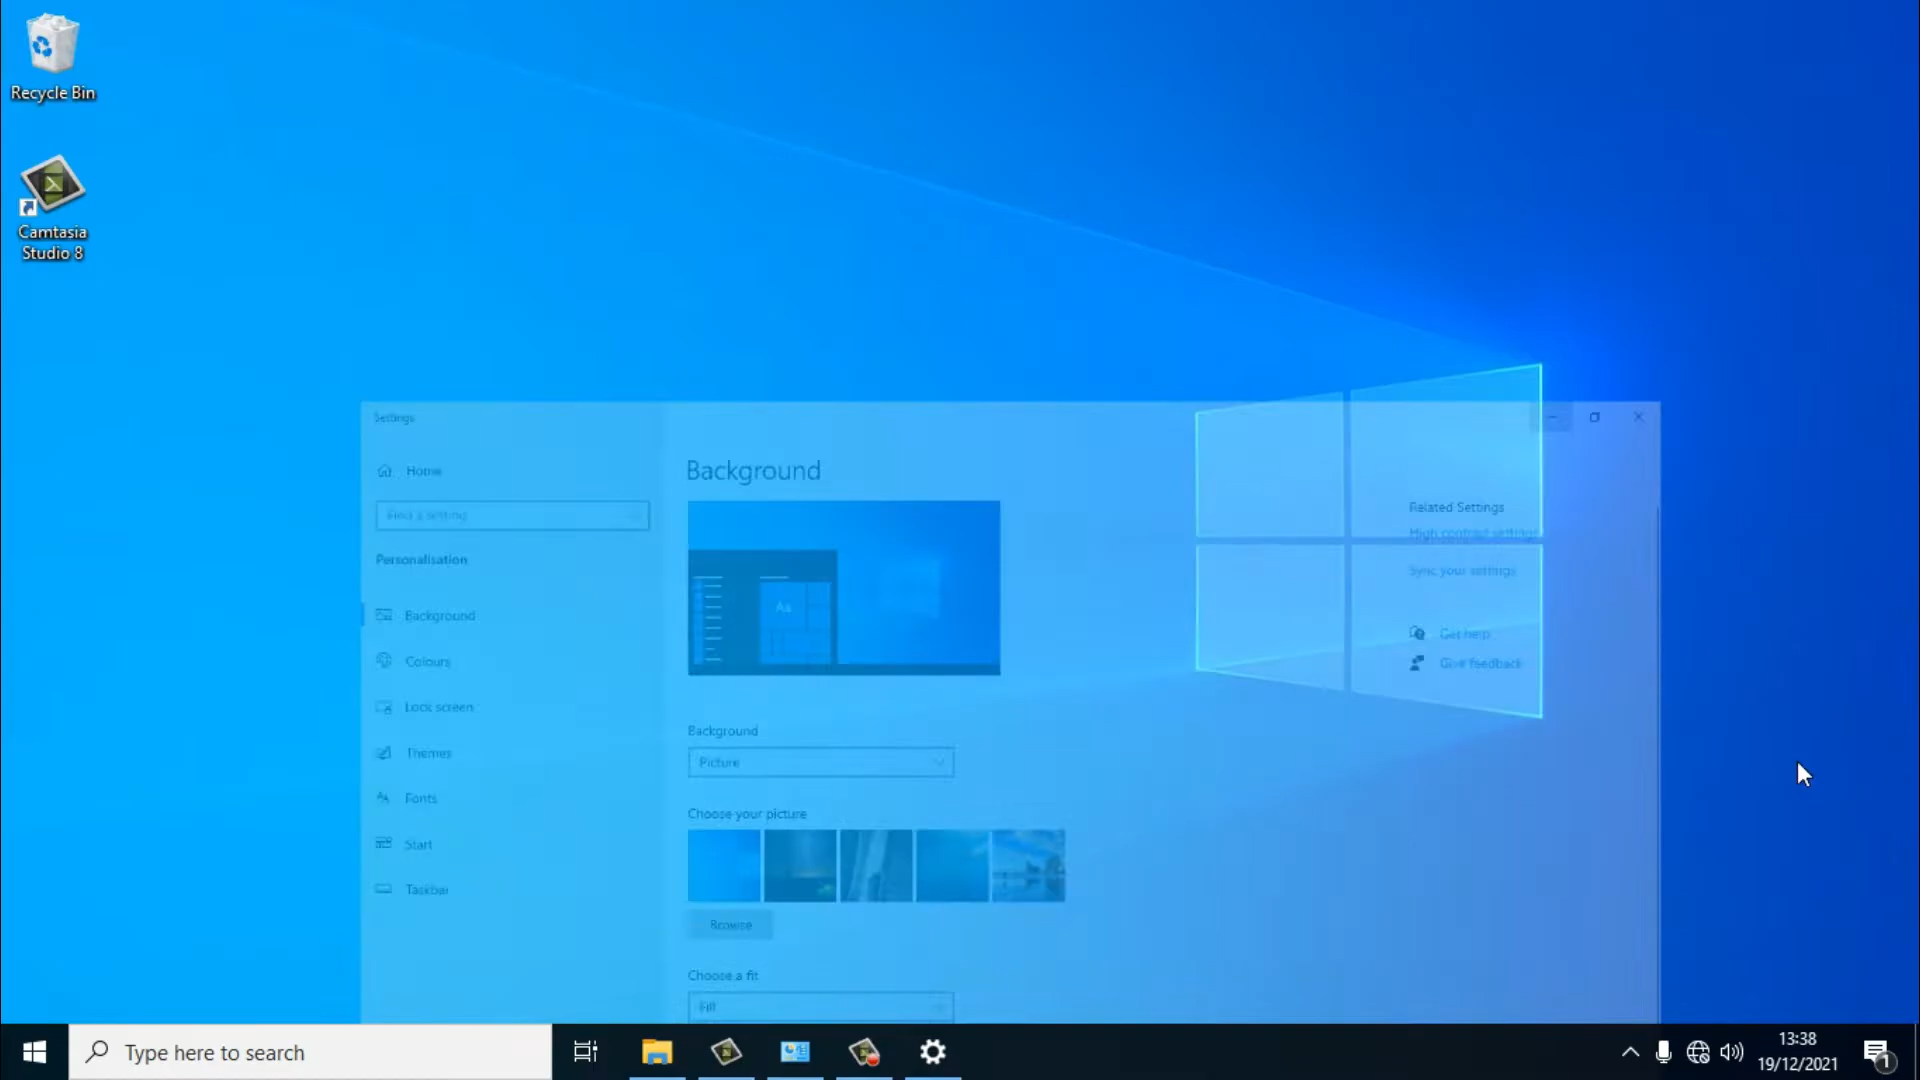 Recycle Bin
Camtasia
Studio 8
Settings
Home
Find a setting
Personalisation
Background
Colours
Lock screen
Themes
Fonts
Start
Taskbar
Background
Aa
Background
Picture
Choose your picture
Browse
Choose a fit
Fill
Related Settings
High contrast settings
Sync your settings
Get help
Give feedback
Type here to search
13:38
19/12/2021
1